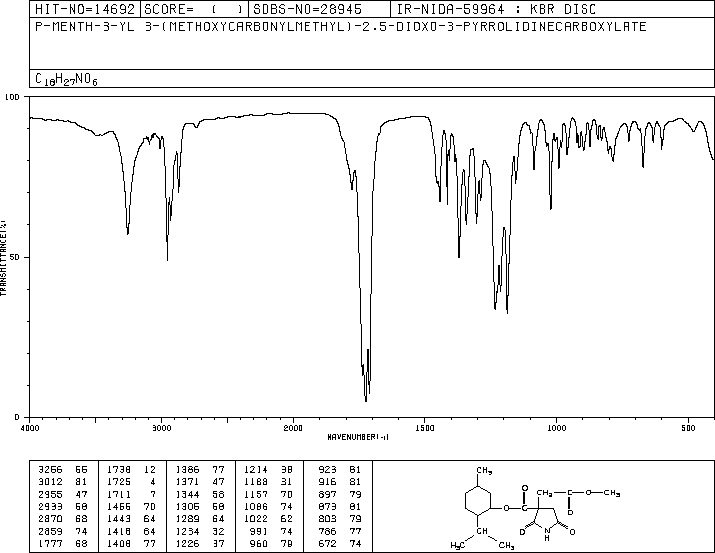 HIT-NO=14692 SCORE= ( ) SDBS-NO=28945 IR-NIDA-59964 : KBR DISC
P-MENTH-3-YL 3-(METHOXYCARBONYLMETHYL)-2,5-DIOXO-3-PYRROLIDINECARBOXYLATE
C18H27NO6
100
50
0
TRANSMITTANCE(%)
4000 3000 2000 1500 1000 500
WAVENUMBER(-1)
3266 55 1738 12 1386 77 1214 38 923 81
3012 81 1725 4 1371 47 1188 31 916 81
2955 47 1711 7 1344 58 1157 70 897 79
2933 60 1456 70 1305 60 1086 74 873 81
2870 68 1443 64 1289 64 1022 62 803 79
2859 74 1418 64 1234 32 991 74 786 77
1777 68 1408 77 1226 37 960 79 672 74
CH3
O
CH2 C O CH3
O C
O
O N O
H
CH
H3C CH3